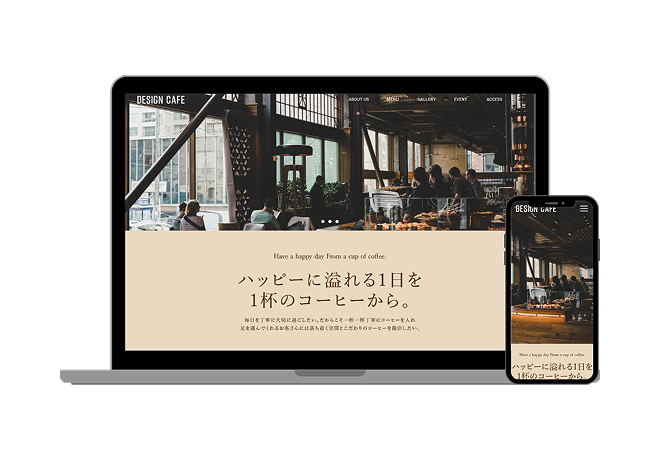 DESIGN CAFE
ABOUT US
MENU
GALLERY
EVENT
ACCESS
Have a happy day From a cup of coffee.
ハッピーに溢れる1日を
1杯のコーヒーから。
毎日を丁寧に大切に過ごしたい。だからこそ一杯一杯丁寧にコーヒーを入れ
足を運んでくれるお客さんには落ち着く空間とこだわりのコーヒーを提供したい。
DESIGN CAFE
Have a happy day From a cup of coffee.
ハッピーに溢れる1日を
1杯のコーヒーから。